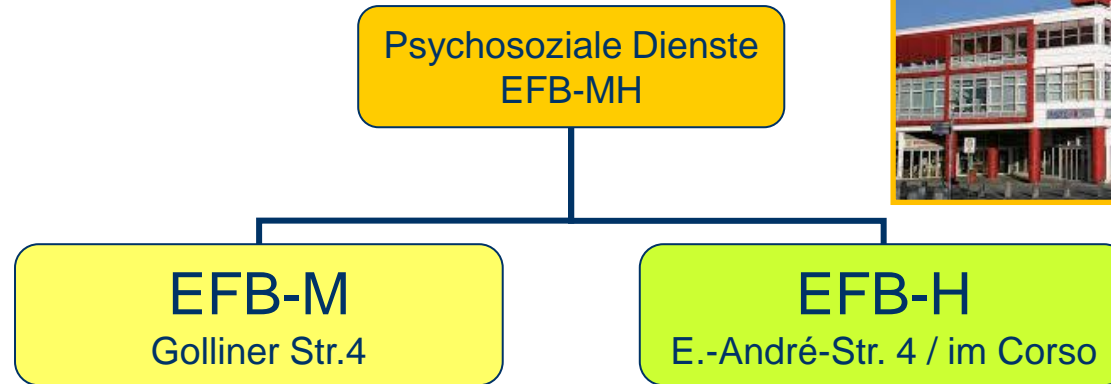 Psychosoziale Dienste
EFB-MH
EFB-M
Golliner Str.4
EFB-H
E.-André-Str. 4 / im Corso